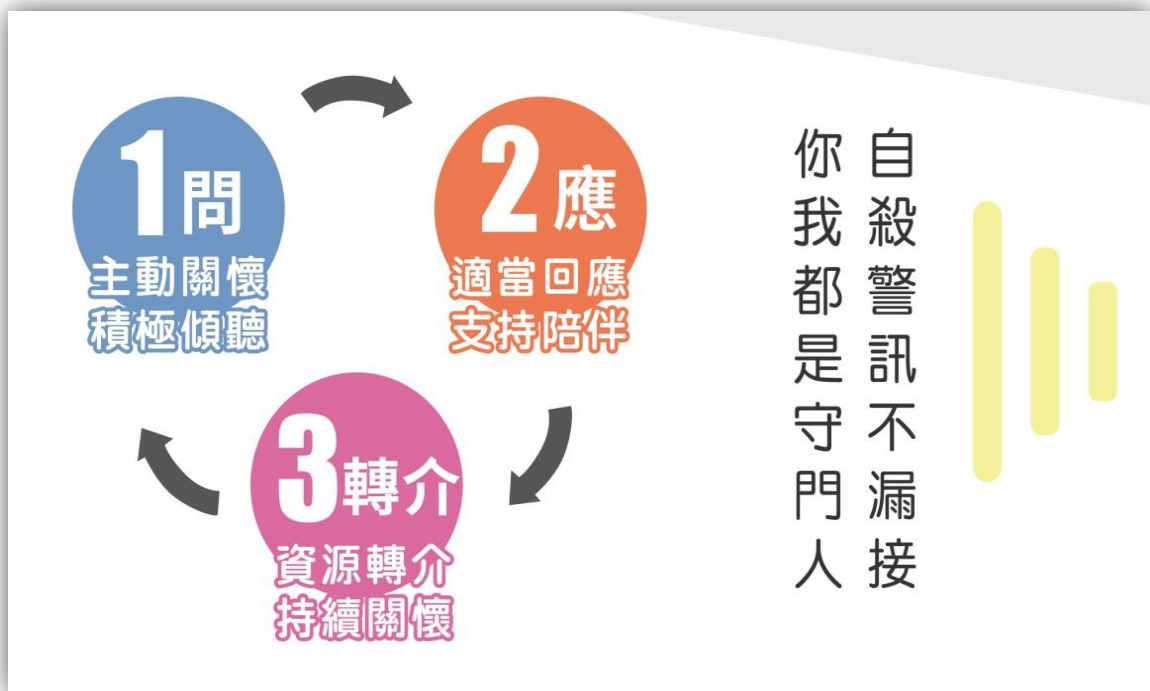 1問
主動關懷
積極傾聽
2應
適當回應
支持陪伴
3轉介
資源轉介
持續關懷
自殺警訊不漏接
你我都是守門人